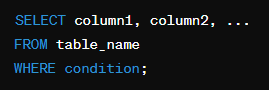 SELECT column1, column2, ...
FROM table_name
WHERE condition;